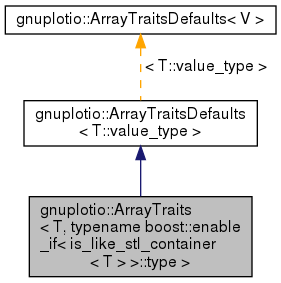 gnuplotio::ArrayTraitsDefaults< V >
< T::value_type >
gnuplotio::ArrayTraitsDefaults
< T::value_type >
gnuplotio::ArrayTraits
< T, typename boost::enable
_if< is_like_stl_container
< T > >::type >